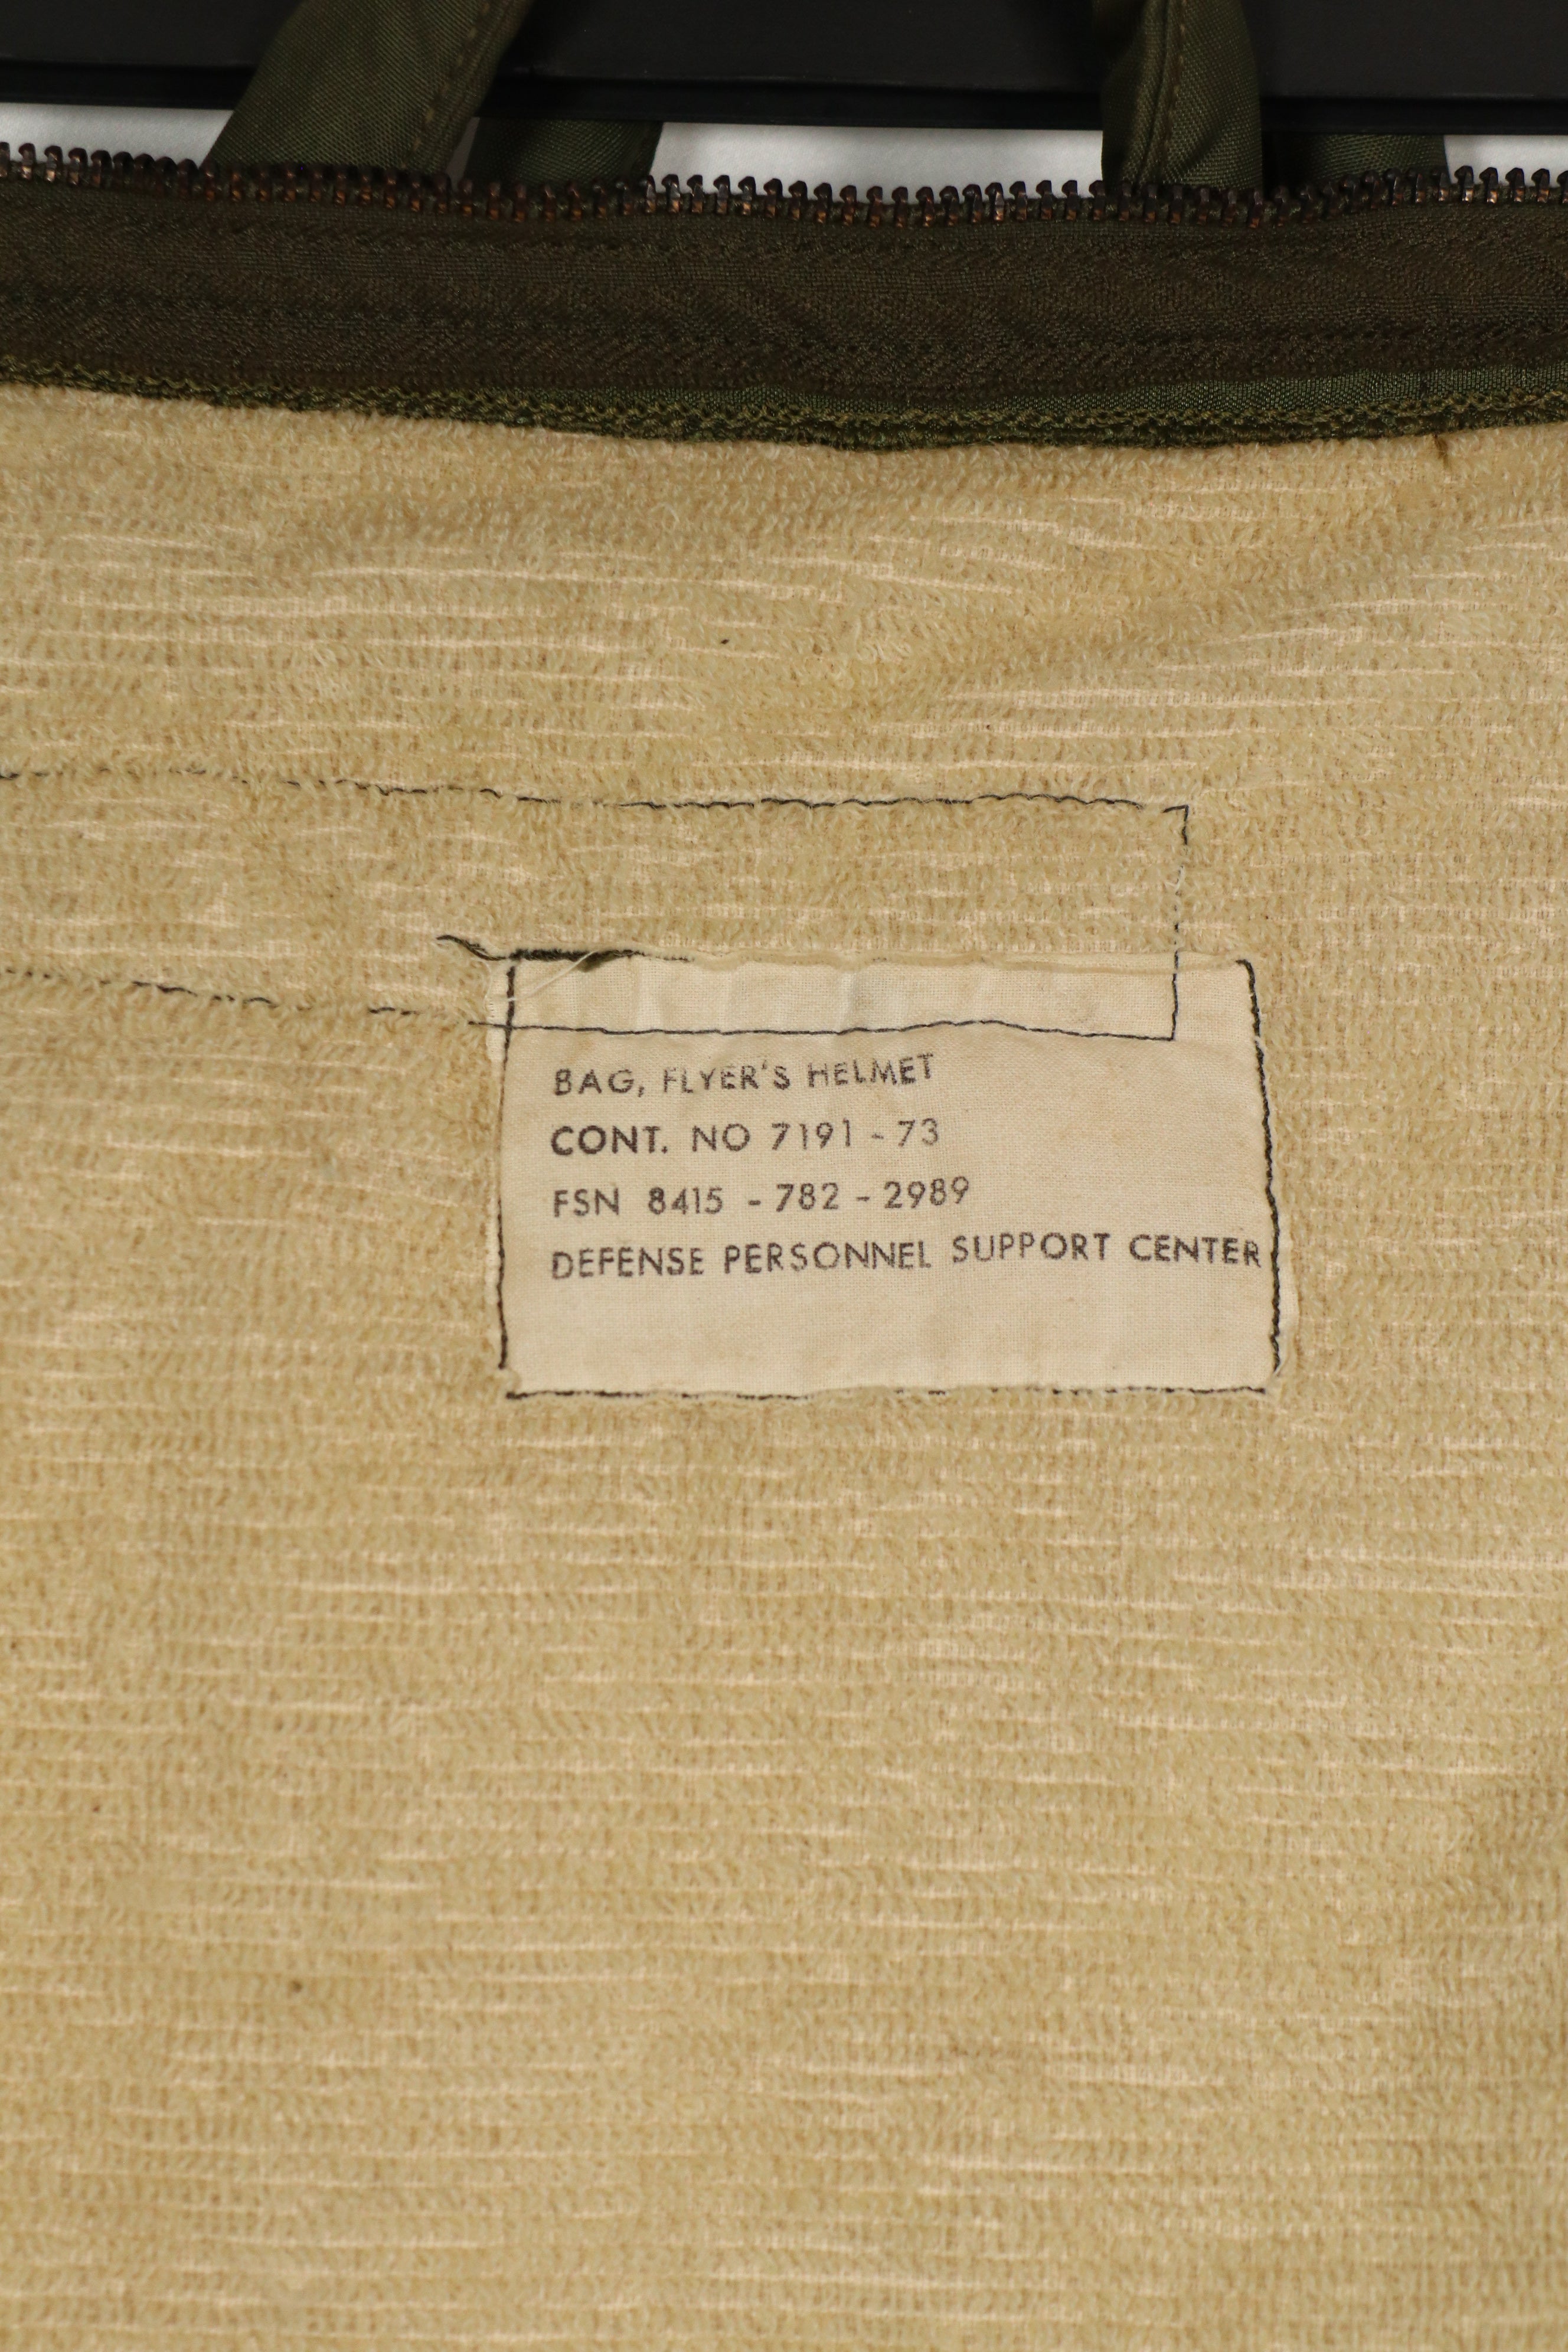 BAG, FLYER'S HELMET
CONT. NO 7191 - 73
FSN 8415 - 782 - 2989
DEFENSE PERSONNEL SUPPORT CENTER